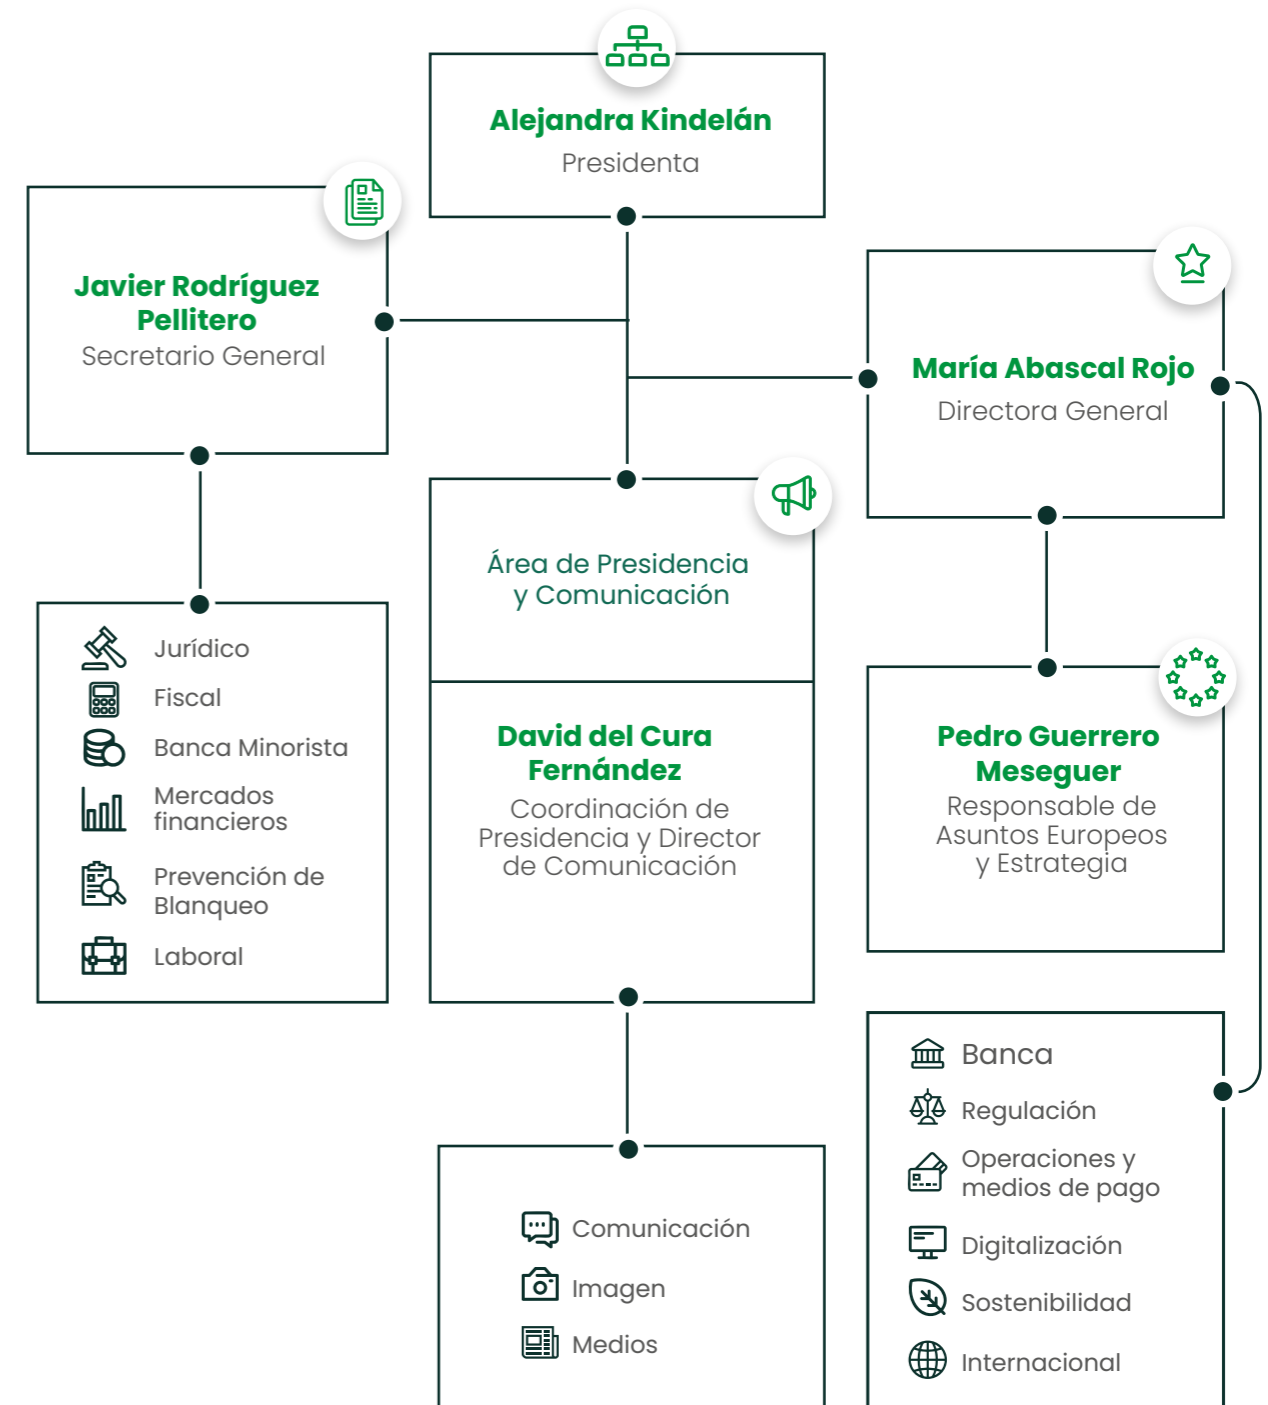 Alejandra Kindelán
Presidenta
Javier Rodríguez
Pellitero
Secretario General
María Abascal Rojo
Directora General
Área de Presidencia
y Comunicación
David del Cura
Fernández
Coordinación de
Presidencia y Director
de Comunicación
Pedro Guerrero
Meseguer
Responsable de
Asuntos Europeos
y Estrategia
Jurídico
Fiscal
Banca Minorista
Mercados
financieros
Prevención de
Blanqueo
Laboral
Comunicación
Imagen
Medios
Banca
Regulación
Operaciones y
medios de pago
Digitalización
Sostenibilidad
Internacional